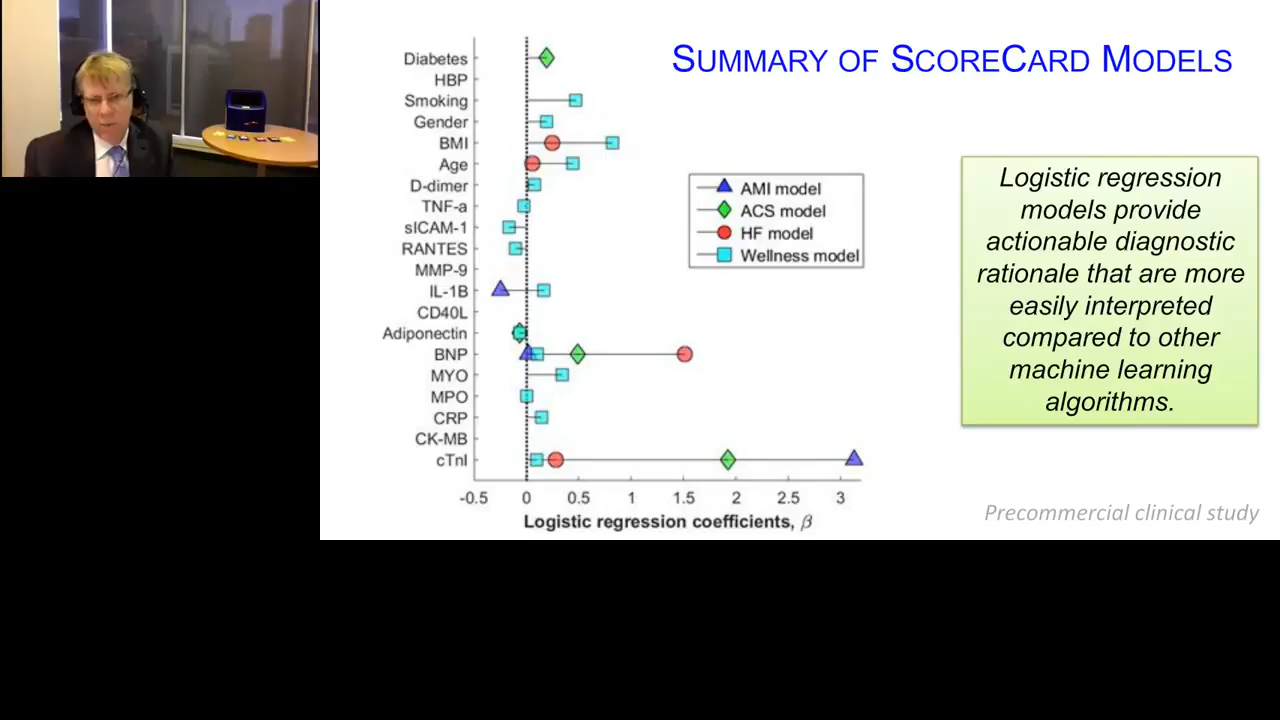 SUMMARY OF SCORECARD MODELS
Diabetes
HBP
Smoking
Gender
BMI
Age
D-dimer
TNF-a
sICAM-1
RANTES
MMP-9
IL-1B
CD40L
Adiponectin
BNP
MYO
MPO
CRP
CK-MB
cTnI
-0.5 0 0.5 1 1.5 2 2.5 3
Logistic regression coefficients, β
AMI model
ACS model
HF model
Wellness model
Logistic regression
models provide
actionable diagnostic
rationale that are more
easily interpreted
compared to other
machine learning
algorithms.
Precommercial clinical study